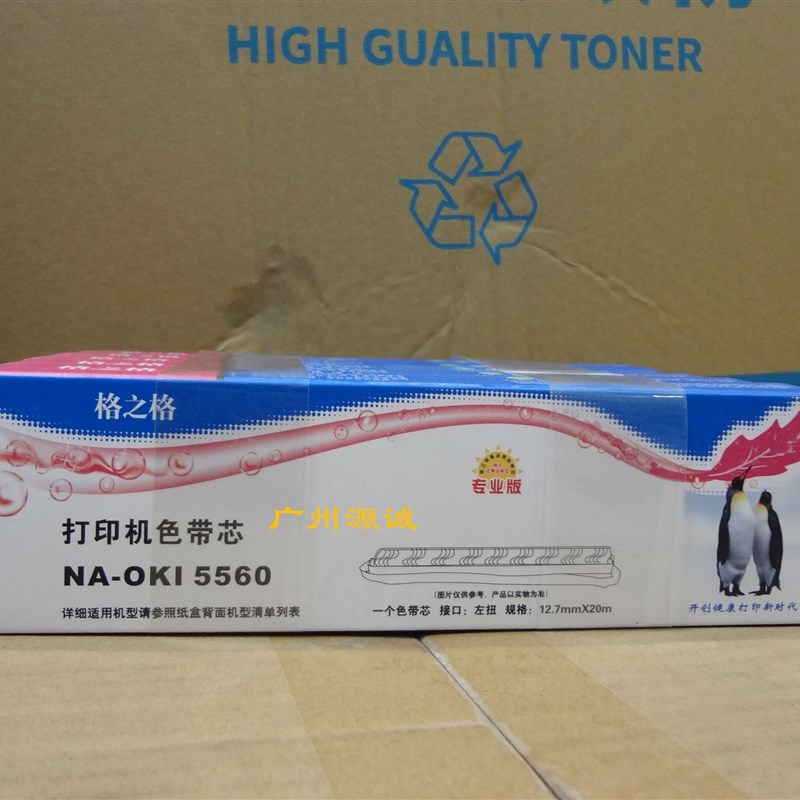 HIGH GUALITY TONER
格之格
专业版
打印机色带芯
广州源诚
NA-OKI 5560
(图片仅供参考,产品以实物为准)
详细适用机型请参照纸盒背面机型清单列表
一个色带芯 接口:左扭 规格:12.7mmX20m
开创健康打印新时代